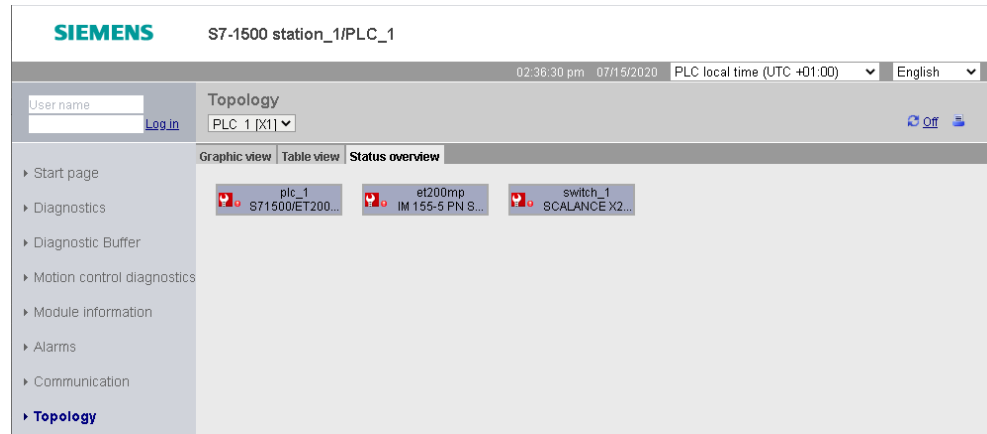 SIEMENS
S7-1500 station_1/PLC_1
02:36:30 pm 07/15/2020 PLC local time (UTC +01:00) English
User name
Log in
Topology
PLC_1 [X1]
Off
Graphic view Table view Status overview
plc_1
S71500/ET200...
et200mp
IM 155-5 PN S...
switch_1
SCALANCE X2...
Start page
Diagnostics
Diagnostic Buffer
Motion control diagnostics
Module information
Alarms
Communication
Topology